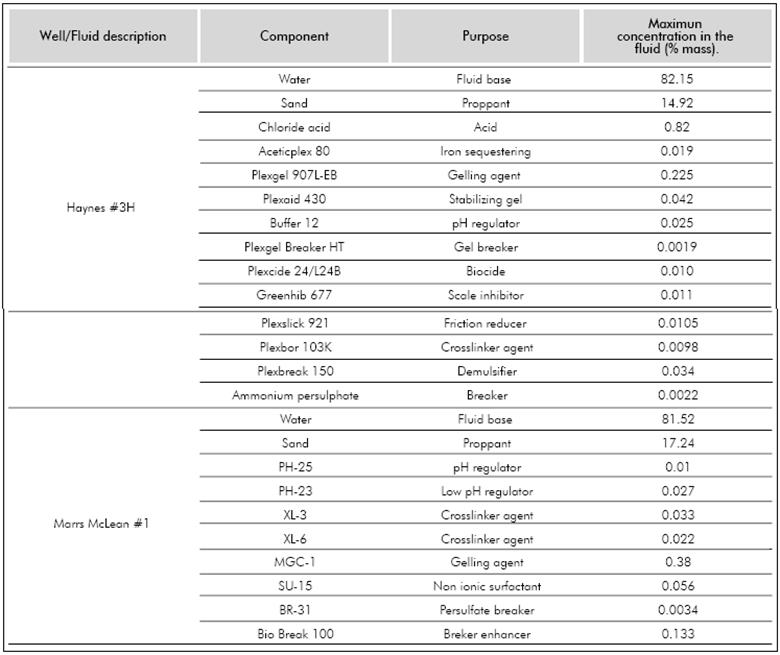 Well/Fluid description Component Purpose Maximun concentration in the fluid (% mass).
Water Fluid base 82.15
Sand Proppant 14.92
Chloride acid Acid 0.82
Aceticplex 80 Iron sequestering 0.019
Plexgel 907L-EB Gelling agent 0.225
Plexaid 430 Stabilizing gel 0.042
Haynes #3H
Buffer 12 pH regulator 0.025
Plexgel Breaker HT Gel breaker 0.0019
Plexcide 24/L24B Biocide 0.010
Greenhib 677 Scale inhibitor 0.011
Plexslick 921 Friction reducer 0.0105
Plexbor 103K Crosslinker agent 0.0098
Plexbreak 150 Demulsifier 0.034
Ammonium persulphate Breaker 0.0022
Water Fluid base 81.52
Sand Proppant 17.24
PH-25 pH regulator 0.01
PH-23 Low pH regulator 0.027
Marrs McLean #1
XL-3 Crosslinker agent 0.033
XL-6 Crosslinker agent 0.022
MGC-1 Gelling agent 0.38
SU-15 Non ionic surfactant 0.056
BR-31 Persulfate breaker 0.0034
Bio Break 100 Breker enhancer 0.133